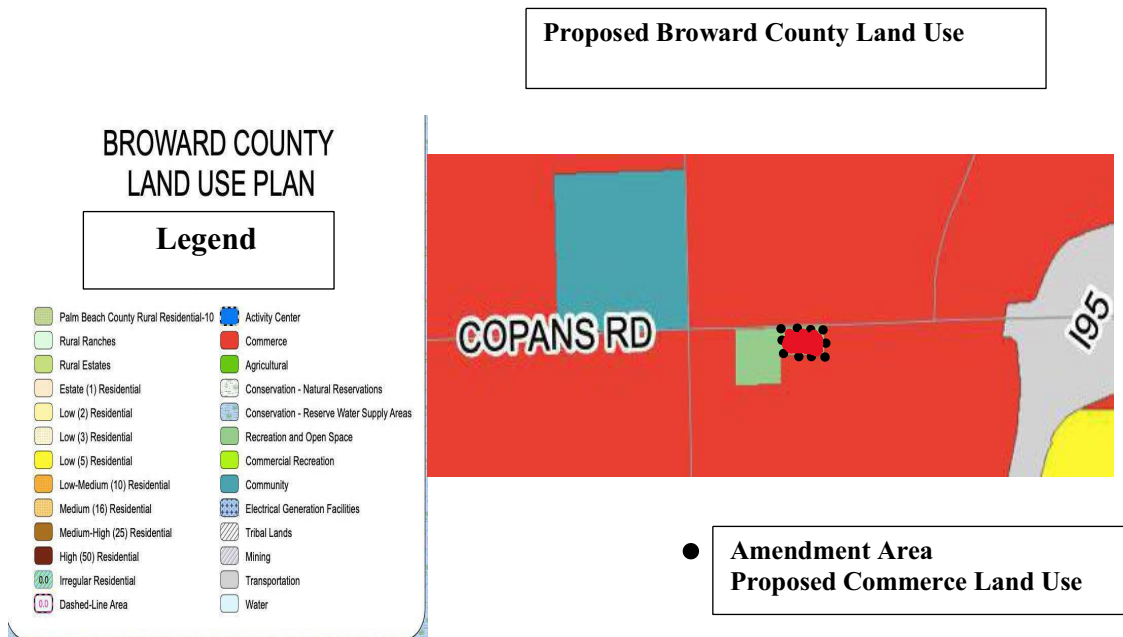 Proposed Broward County Land Use
BROWARD COUNTY
LAND USE PLAN
Legend
Palm Beach County Rural Residential-10
Rural Ranches
Rural Estates
Estate (1) Residential
Low (2) Residential
Low (3) Residential
Low (5) Residential
Low-Medium (10) Residential
Medium (16) Residential
Medium-High (25) Residential
High (50) Residential
0.0 Irregular Residential
0.0 Dashed-Line Area
Activity Center
Commerce
Agricultural
Conservation - Natural Reservations
Conservation - Reserve Water Supply Areas
Recreation and Open Space
Commercial Recreation
Community
Electrical Generation Facilities
Tribal Lands
Mining
Transportation
Water
COPANS RD
I95
Amendment Area
Proposed Commerce Land Use